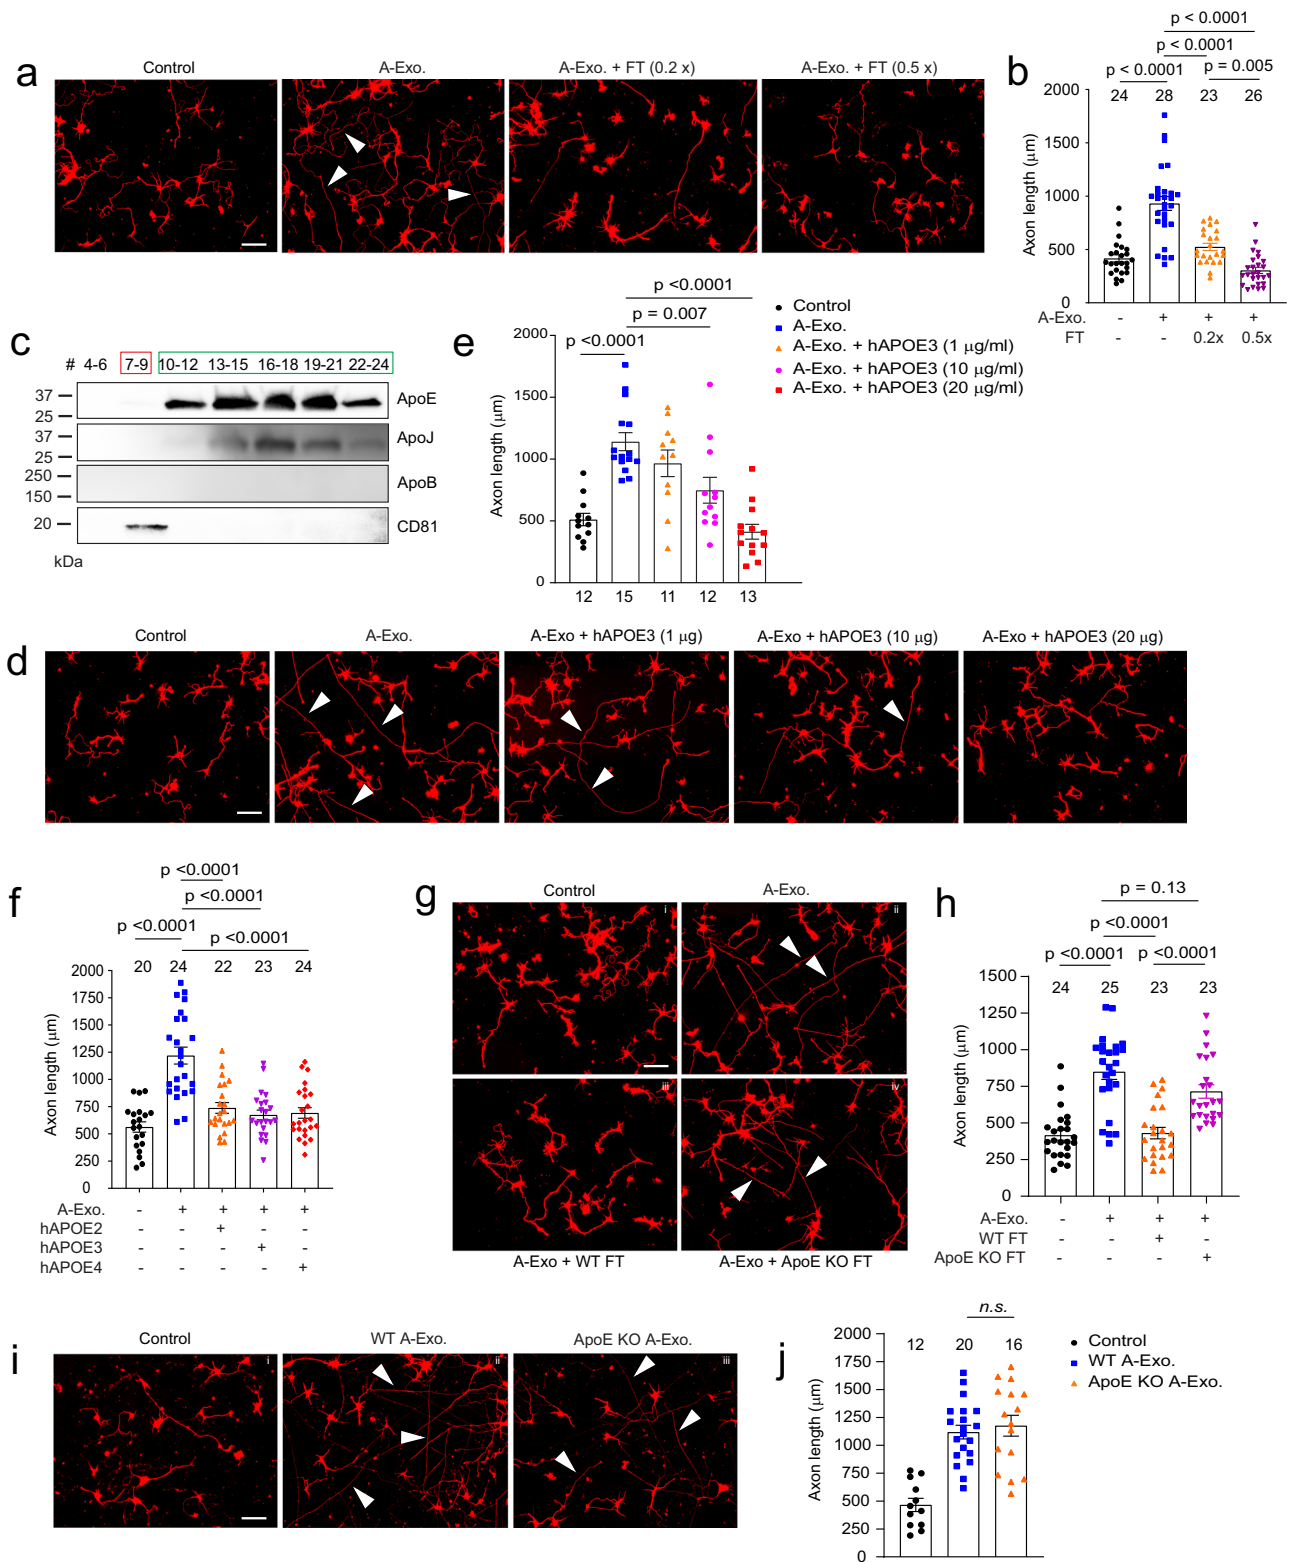 a
Control
A-Exo.
A-Exo. + FT (0.2 x)
A-Exo. + FT (0.5 x)
b
p < 0.0001
p < 0.0001
p < 0.0001
p = 0.005
24 28 23 26
Axon length (µm)
2000
1500
1000
500
0
A-Exo. - + + +
FT - - 0.2x 0.5x
c
# 4-6 7-9 10-12 13-15 16-18 19-21 22-24
37
25
ApoE
37
25
ApoJ
250
150
ApoB
20
CD81
kDa
e
p <0.0001
p = 0.007
p <0.0001
Axon length (µm)
2000
1500
1000
500
0
12 15 11 12 13
Control
A-Exo.
A-Exo. + hAPOE3 (1 µg/ml)
A-Exo. + hAPOE3 (10 µg/ml)
A-Exo. + hAPOE3 (20 µg/ml)
d
Control
A-Exo.
A-Exo + hAPOE3 (1 µg)
A-Exo + hAPOE3 (10 µg)
A-Exo + hAPOE3 (20 µg)
f
p <0.0001
p <0.0001
p <0.0001
p <0.0001
20 24 22 23 24
Axon length (µm)
2000
1750
1500
1250
1000
750
500
250
0
A-Exo. - + + + +
hAPOE2 - - + - -
hAPOE3 - - - + -
hAPOE4 - - - - +
g
Control
A-Exo.
i
ii
iii
iv
A-Exo + WT FT
A-Exo + ApoE KO FT
h
p = 0.13
p <0.0001
p <0.0001
p <0.0001
24 25 23 23
Axon length (µm)
1500
1250
1000
750
500
250
0
A-Exo. - + + +
WT FT - - + -
ApoE KO FT - - - +
i
Control
WT A-Exo.
ApoE KO A-Exo.
i
ii
iii
j
n.s.
12 20 16
Axon length (µm)
2000
1750
1500
1250
1000
750
500
250
0
Control
WT A-Exo.
ApoE KO A-Exo.